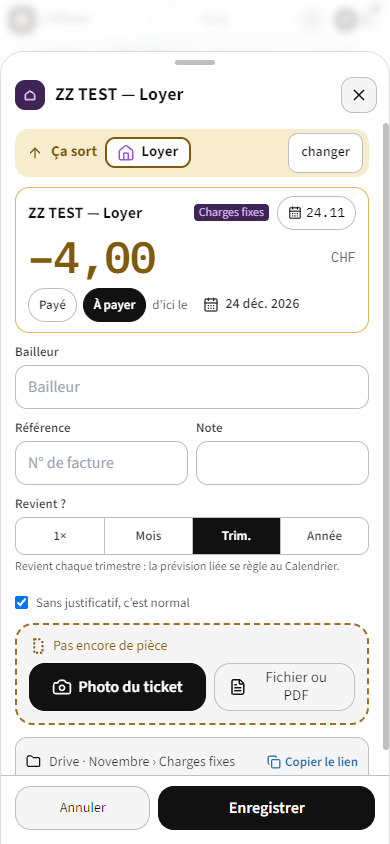 ZZ TEST — Loyer
Ça sort
Loyer
changer
ZZ TEST — Loyer
Charges fixes
24.11
−4,00
CHF
Payé
À payer
d’ici le
24 déc. 2026
Bailleur
Bailleur
Référence
Note
N° de facture
Revient ?
1×
Mois
Trim.
Année
Revient chaque trimestre : la prévision liée se règle au Calendrier.
Sans justificatif, c’est normal
Pas encore de pièce
Photo du ticket
Fichier ou
PDF
Drive · Novembre › Charges fixes
Copier le lien
Annuler
Enregistrer